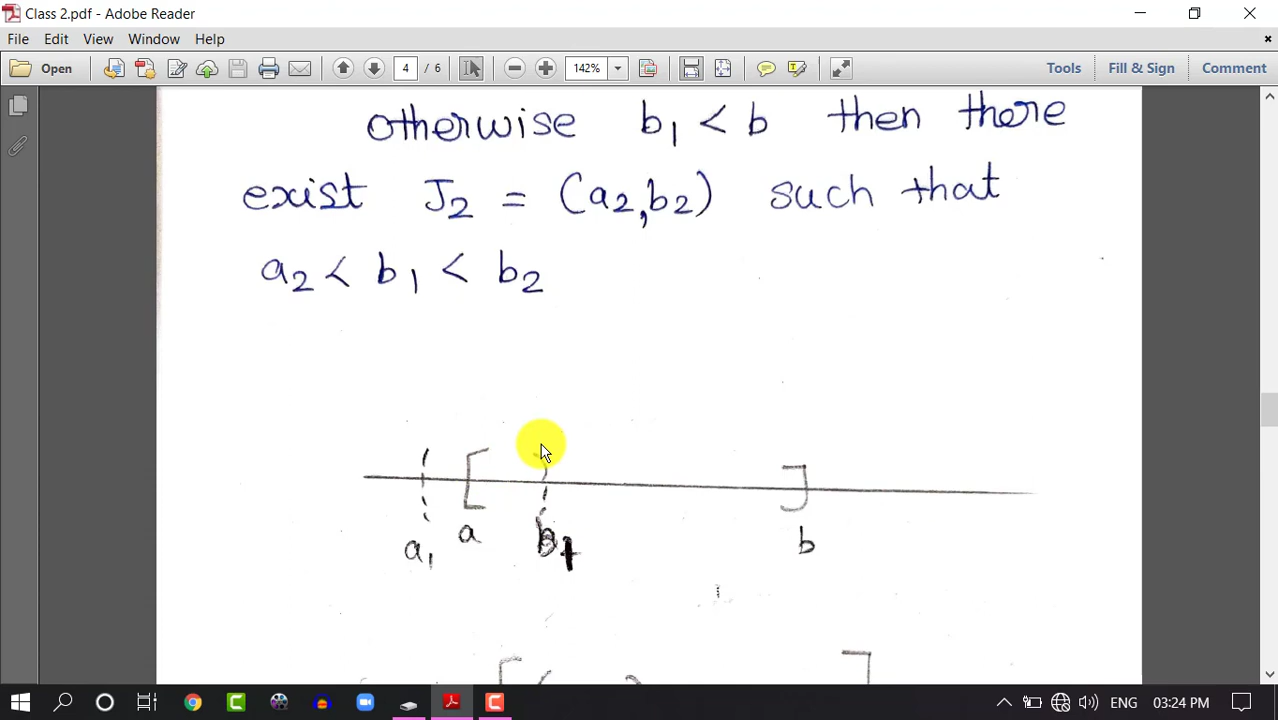 Class 2.pdf - Adobe Reader
File Edit View Window Help
Open 4 / 6 142% Tools Fill & Sign Comment
otherwise b₁ < b then there
exist J₂ = (a₂,b₂) such that
a₂ < b₁ < b₂
a₁ a b₁ b
ENG 03:24 PM